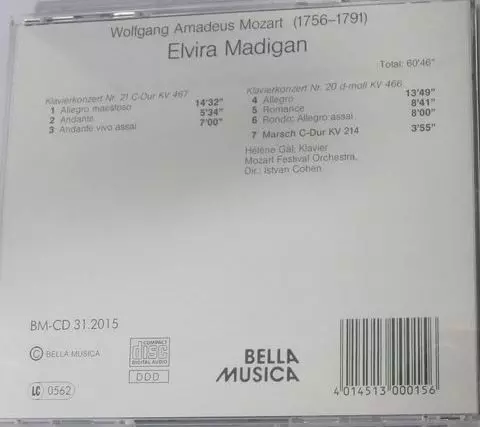 Wolfgang Amadeus Mozart (1756–1791)
Elvira Madigan
Total: 60'46"
Klavierkonzert Nr. 21 C-Dur KV 467
1 Allegro maestoso 14'32"
2 Andante 5'34"
3 Andante vivo assai 7'00"
Klavierkonzert Nr. 20 d-moll KV 466
4 Allegro 13'49"
5 Romance 8'41"
6 Rondo: Allegro assai 8'00"
7 Marsch C-Dur KV 214 3'55"
Hélène Gal, Klavier
Mozart Festival Orchestra,
Dir.: Istvan Cohen
BM-CD 31.2015
C BELLA MUSICA
COMPACT
disc
DIGITAL AUDIO
DDD
LC 0562
BELLA
MUSICA
4 014513 000156